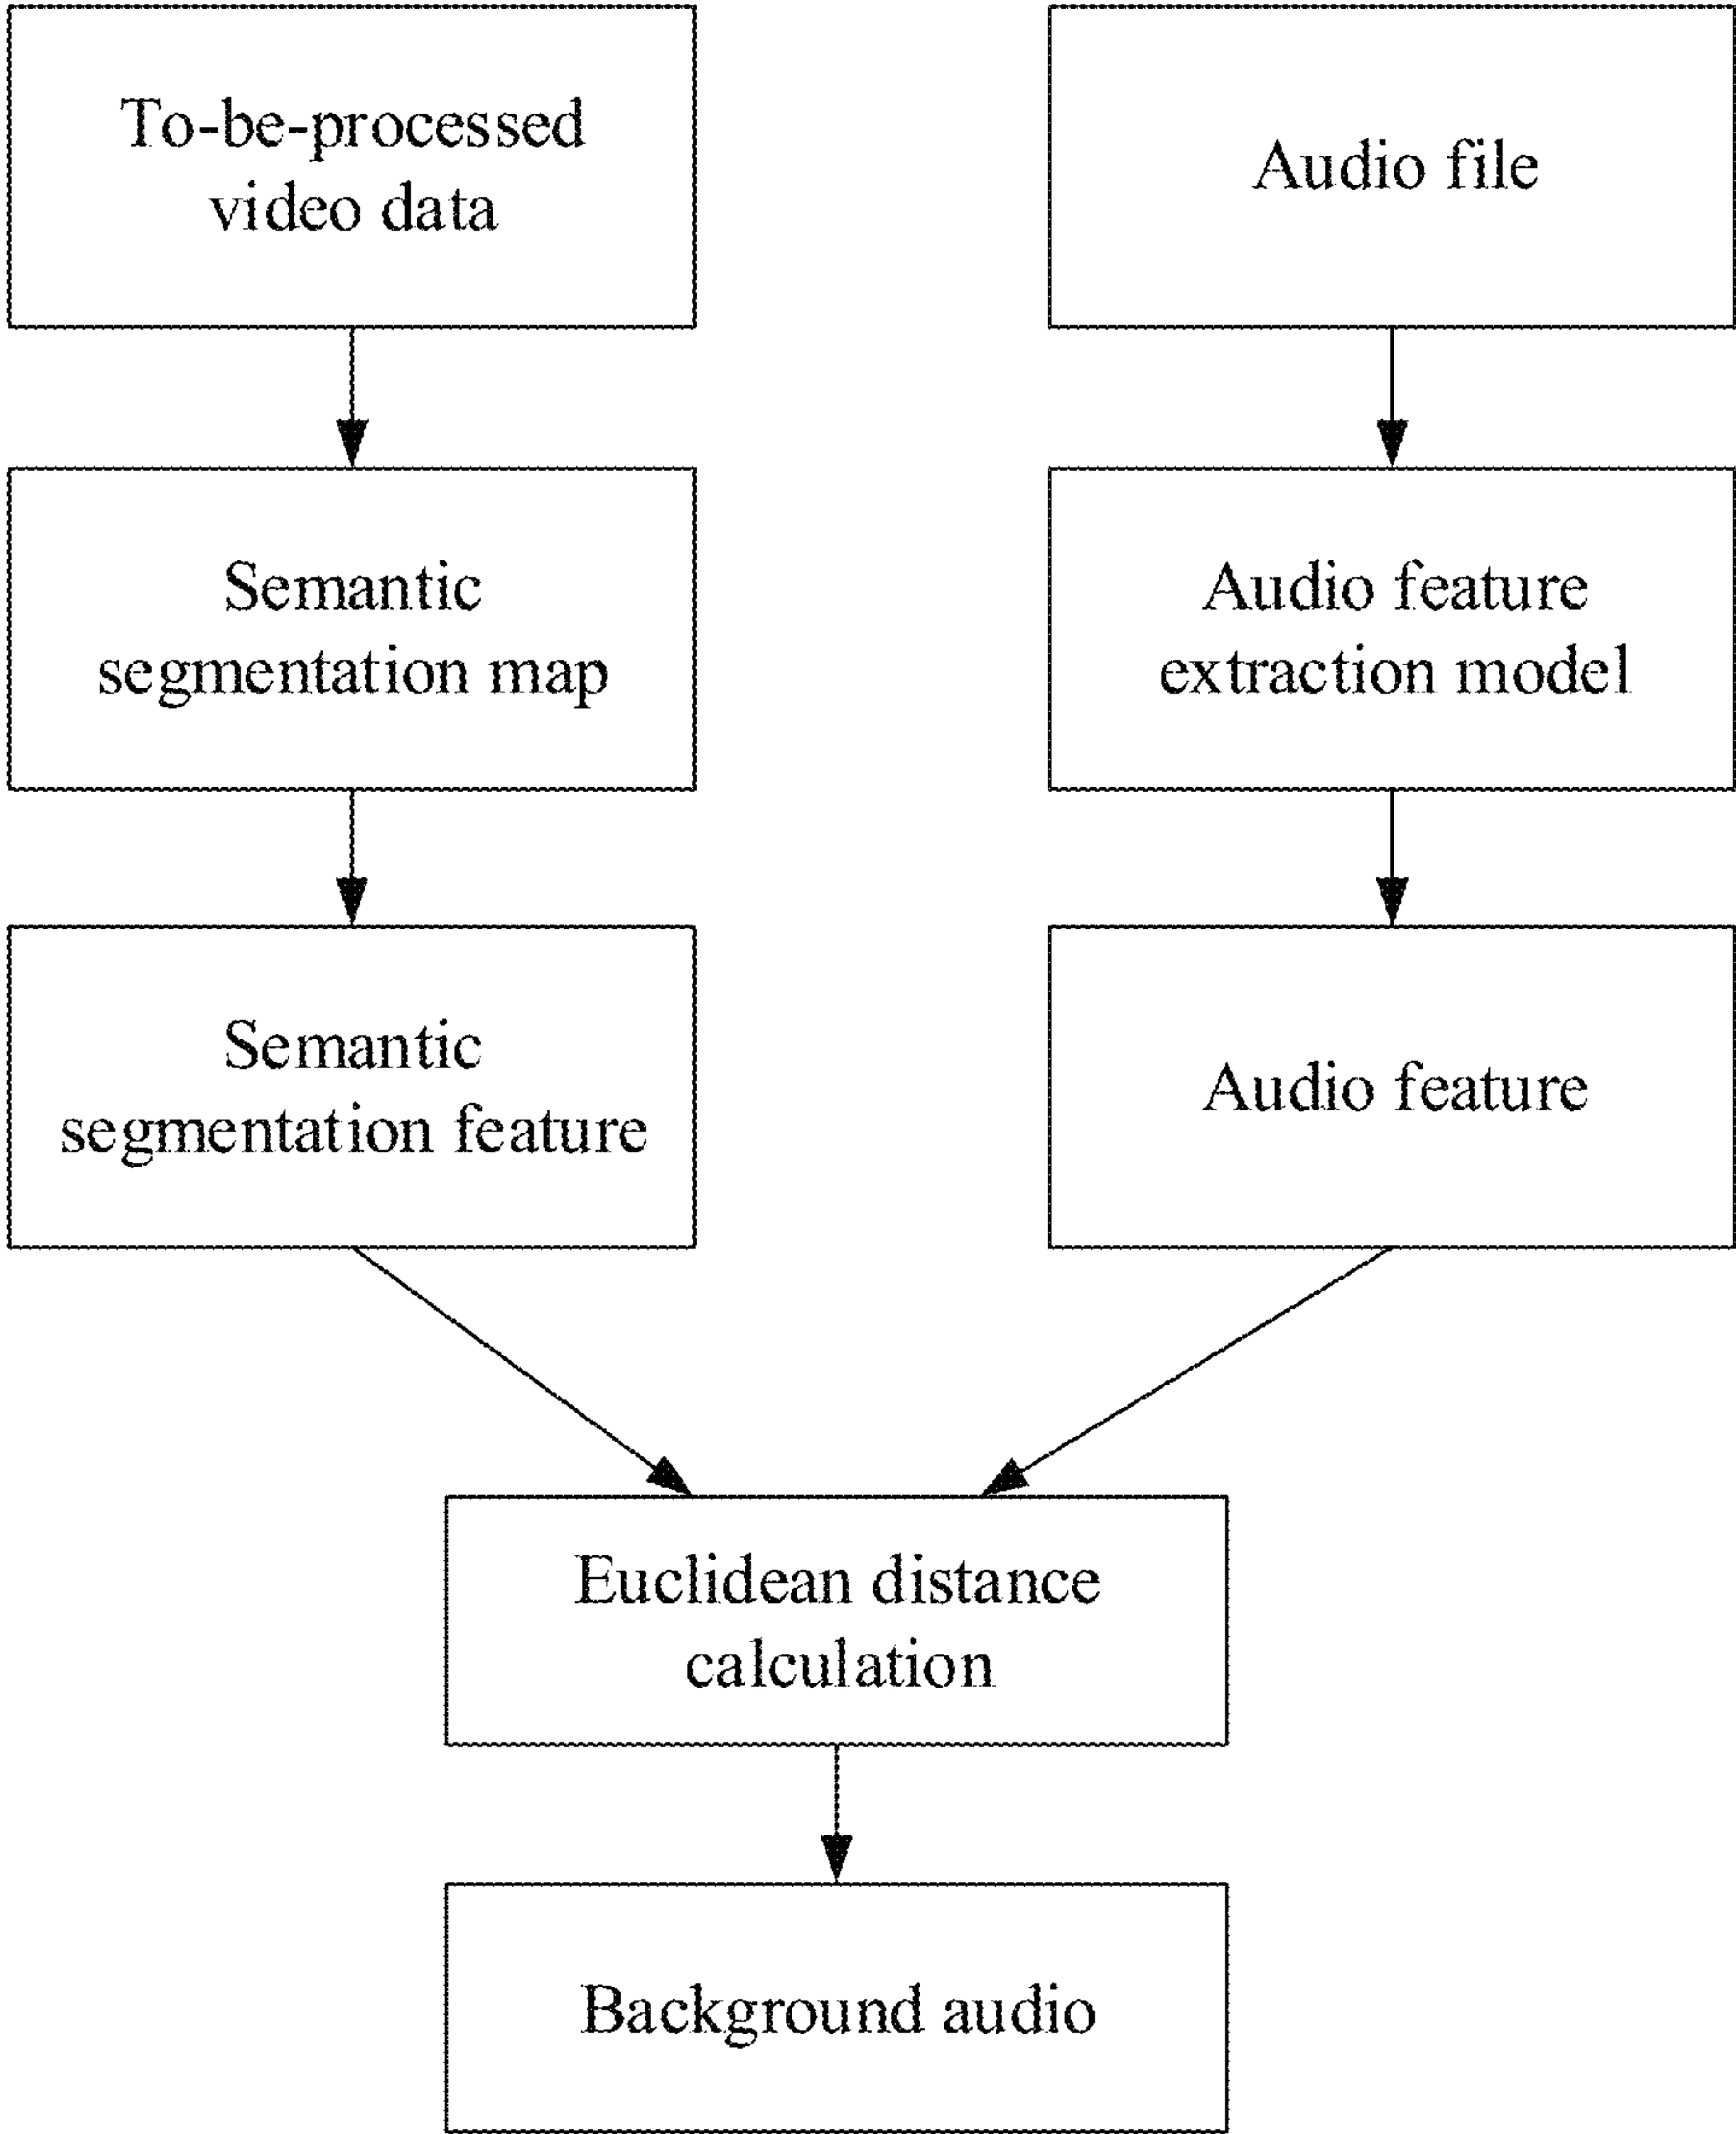 To-be-processed
video data
Audio file
Semantic
segmentation map
Audio feature
extraction model
Semantic
segmentation feature
Audio feature
Euclidean distance
calculation
Background audio